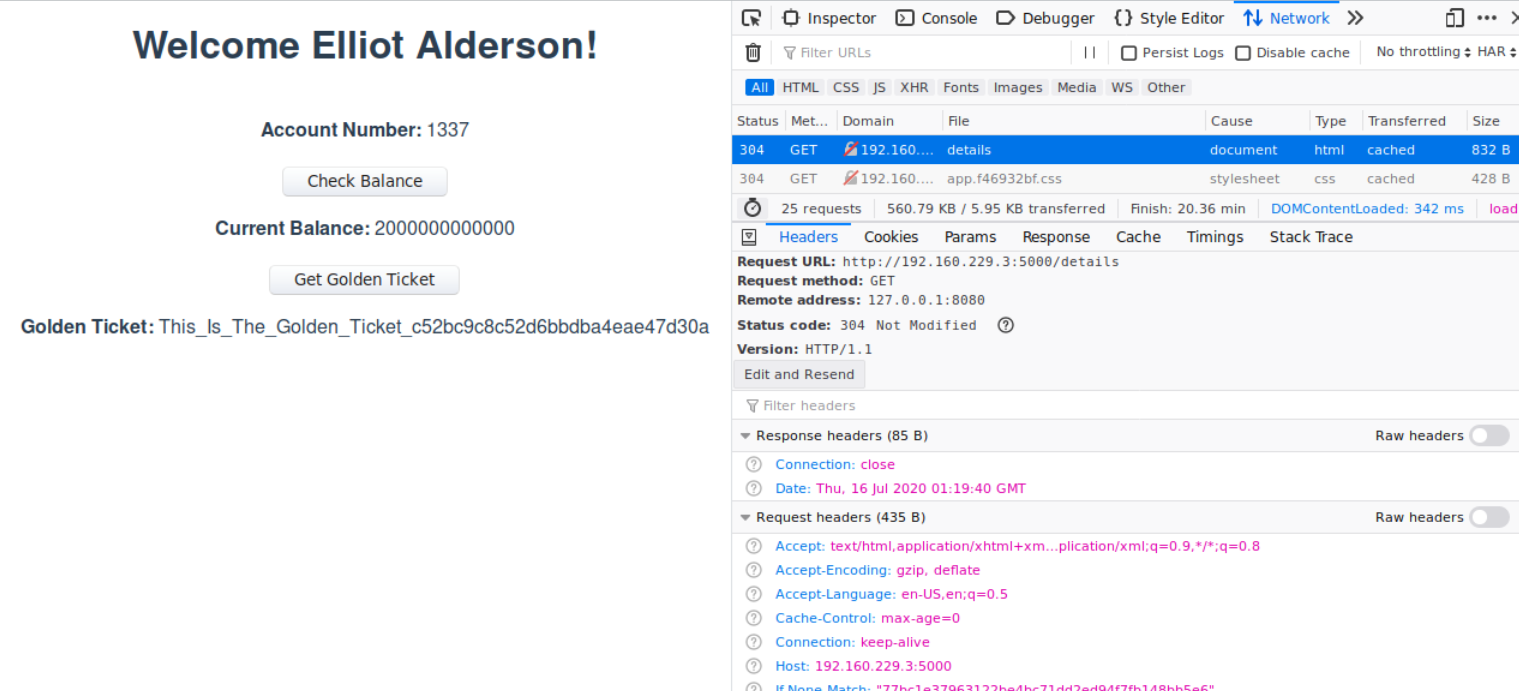 Welcome Elliot Alderson!
Account Number: 1337
Check Balance
Current Balance: 2000000000000
Get Golden Ticket
Golden Ticket: This_Is_The_Golden_Ticket_c52bc9c8c52d6bbdba4eae47d30a
Inspector Console Debugger {} Style Editor Network
Filter URLs Persist Logs Disable cache No throttling HAR
All HTML CSS JS XHR Fonts Images Media WS Other
Status Met... Domain File Cause Type Transferred Size
304 GET 192.160.... details document html cached 832 B
304 GET 192.160.... app.f46932bf.css stylesheet css cached 428 B
25 requests 560.79 KB / 5.95 KB transferred Finish: 20.36 min DOMContentLoaded: 342 ms load
Headers Cookies Params Response Cache Timings Stack Trace
Request URL: http://192.160.229.3:5000/details
Request method: GET
Remote address: 127.0.0.1:8080
Status code: 304 Not Modified ?
Version: HTTP/1.1
Edit and Resend
Filter headers
Response headers (85 B) Raw headers
? Connection: close
? Date: Thu, 16 Jul 2020 01:19:40 GMT
Request headers (435 B) Raw headers
? Accept: text/html,application/xhtml+xm...plication/xml;q=0.9,*/*;q=0.8
? Accept-Encoding: gzip, deflate
? Accept-Language: en-US,en;q=0.5
? Cache-Control: max-age=0
? Connection: keep-alive
? Host: 192.160.229.3:5000
? If-None-Match: